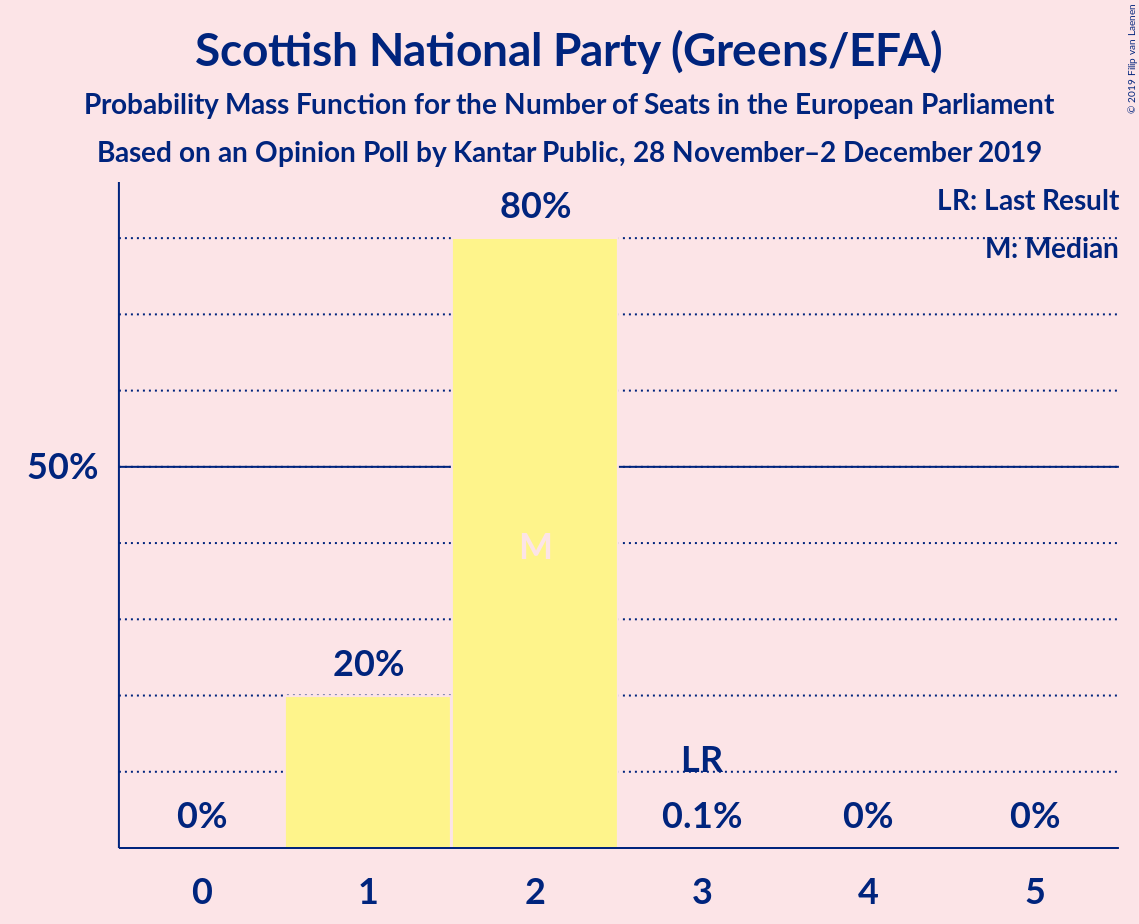 Scottish National Party (Greens/EFA)
Probability Mass Function for the Number of Seats in the European Parliament
Based on an Opinion Poll by Kantar Public, 28 November–2 December 2019
© 2019 Filip van Laenen
LR: Last Result
M: Median
80%
50%
M
20%
LR
0%
0.1%
0%
0%
0
1
2
3
4
5